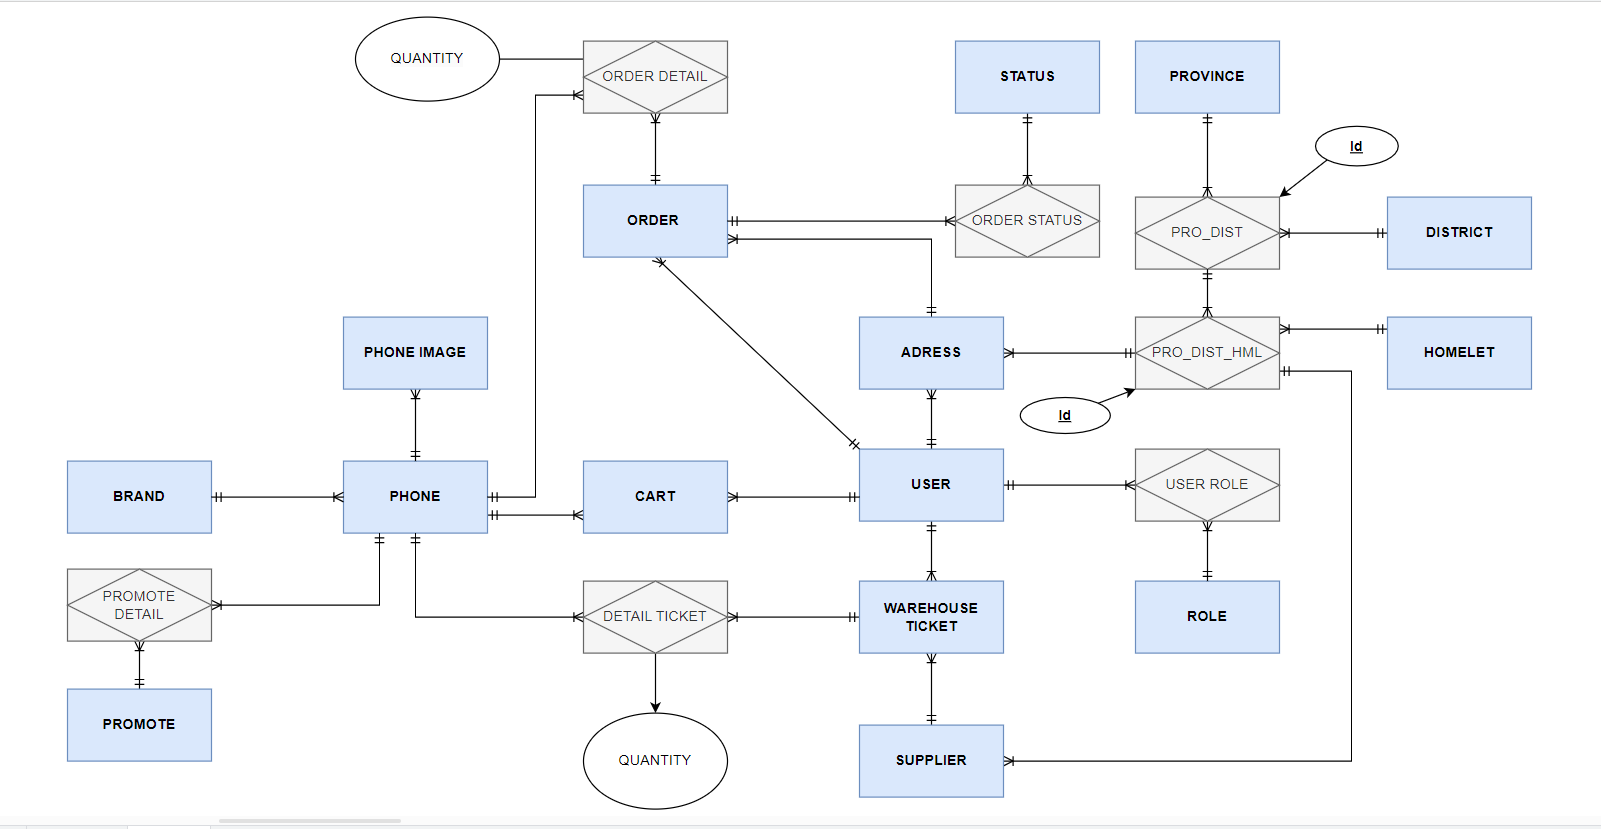 QUANTITY
ORDER DETAIL
STATUS
PROVINCE
Id
ORDER
ORDER STATUS
PRO_DIST
DISTRICT
PHONE IMAGE
ADRESS
PRO_DIST_HML
HOMELET
Id
BRAND
PHONE
CART
USER
USER ROLE
PROMOTE
DETAIL
DETAIL TICKET
WAREHOUSE
TICKET
ROLE
PROMOTE
QUANTITY
SUPPLIER